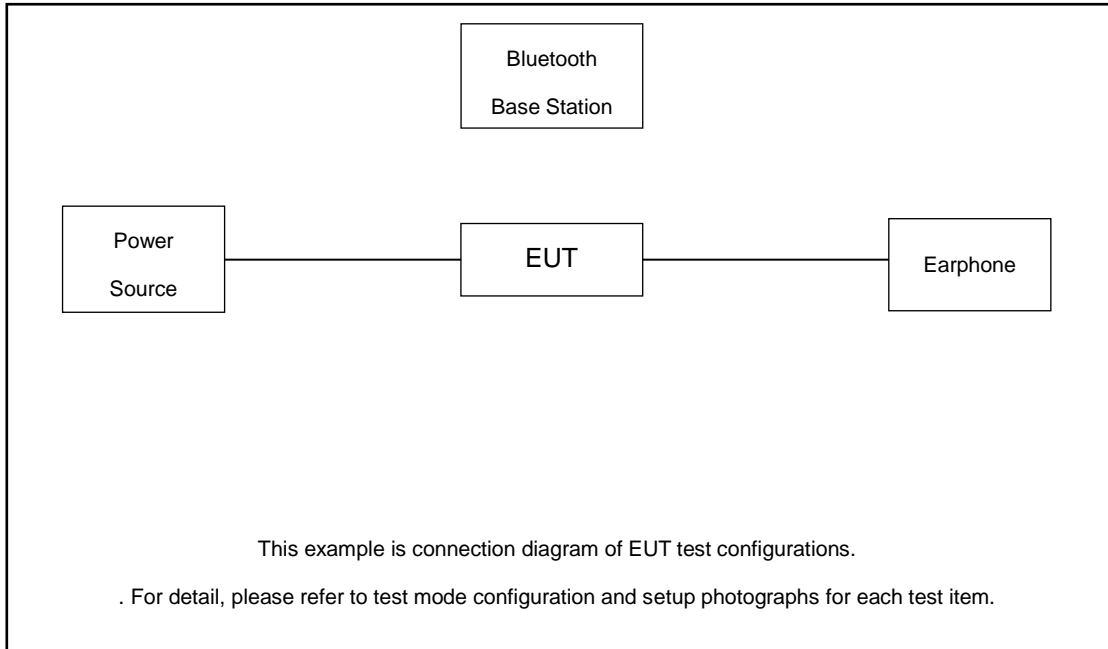 Bluetooth
Base Station
Power
Source
EUT
Earphone
This example is connection diagram of EUT test configurations.
. For detail, please refer to test mode configuration and setup photographs for each test item.